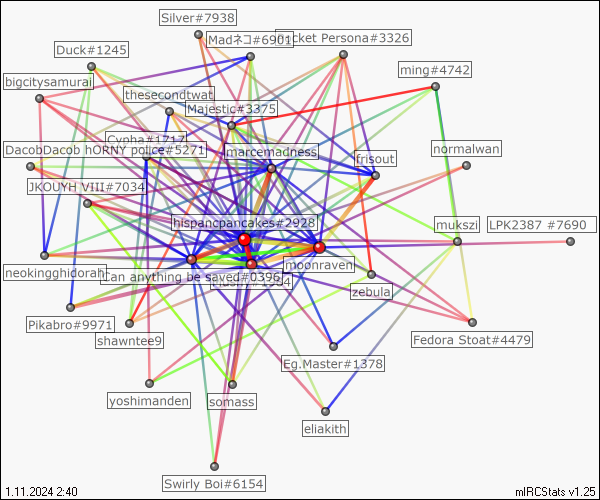 Silver#7938
Madネコ#6901
Pocket Persona#3326
Duck#1245
ming#4742
bigcitysamurai
thesecondtwat
Majestic#3375
Cypha#1717
DacobDacob hORNY police#5271
marcemadness
frisout
normalwan
JKOUYH VIII#7034
hispancpancakes#2928
mukszi
LPK2387 #7690
moonraven
neokingghidorah
can anything be saved#0396
zebula
Pikabro#9971
shawntee9
Fedora Stoat#4479
Eg.Master#1378
yoshimanden
somass
eliakith
Swirly Boi#6154
1.11.2024 2:40
mIRCStats v1.25